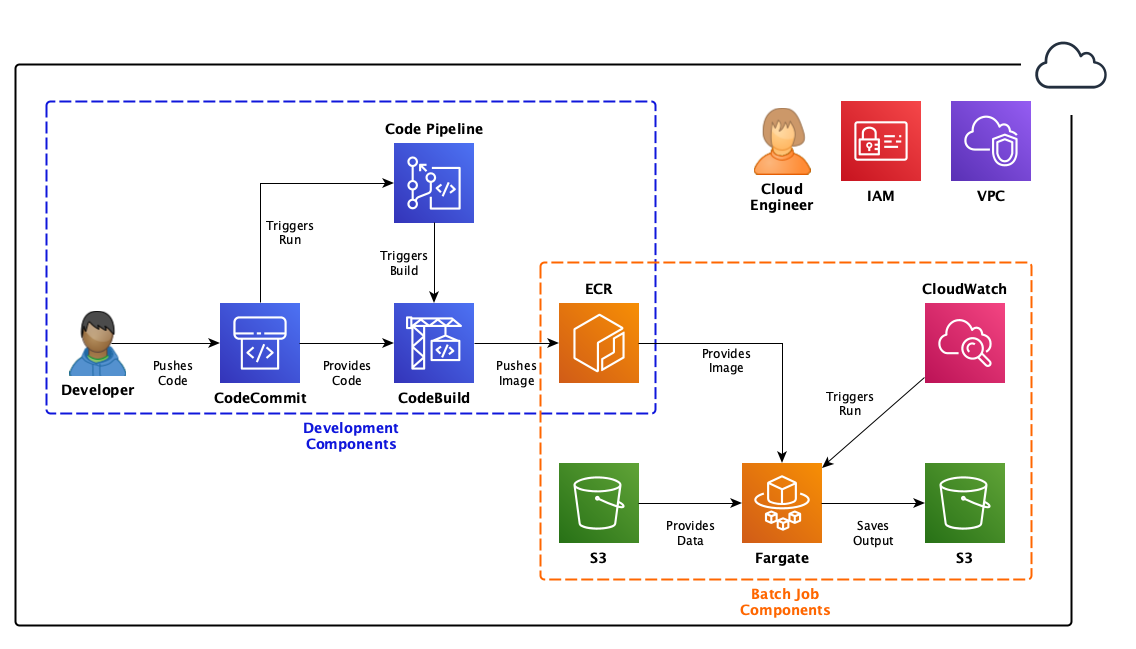 Code Pipeline
Cloud
Engineer
IAM
VPC
Triggers
Run
Triggers
Build
ECR
CloudWatch
Developer
Pushes
Code
CodeCommit
Provides
Code
CodeBuild
Pushes
Image
Provides
Image
Triggers
Run
Development
Components
S3
Provides
Data
Fargate
Saves
Output
S3
Batch Job
Components